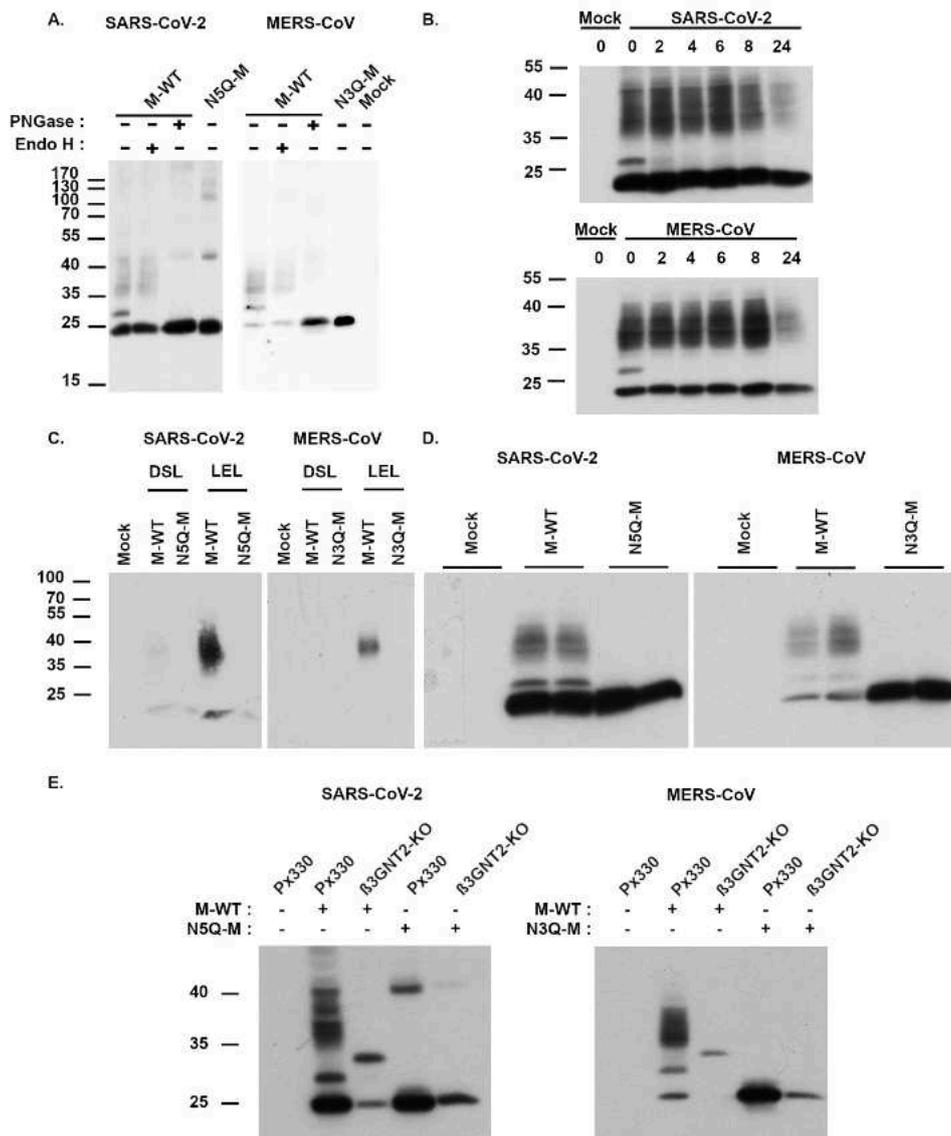 A.
SARS-CoV-2 MERS-CoV
M-WT N5Q-M M-WT N3Q-M Mock
PNGase : - - + - - - + - -
Endo H : - + - - - + - - -
170
130
100
70
55
40
35
25
15
B.
Mock SARS-CoV-2
0 0 2 4 6 8 24
55
40
35
25
Mock MERS-CoV
0 0 2 4 6 8 24
55
40
35
25
C.
SARS-CoV-2 MERS-CoV
DSL LEL DSL LEL
Mock M-WT N5Q-M M-WT N5Q-M Mock M-WT N3Q-M M-WT N3Q-M
100
70
55
40
35
25
D.
SARS-CoV-2 MERS-CoV
Mock M-WT N5Q-M Mock M-WT N3Q-M
E.
SARS-CoV-2 MERS-CoV
Px330 Px330 ß3GNT2-KO Px330 ß3GNT2-KO Px330 Px330 ß3GNT2-KO Px330 ß3GNT2-KO
M-WT : - + + - - M-WT : - + + - -
N5Q-M : - - - + + N3Q-M : - - - + +
40
35
25